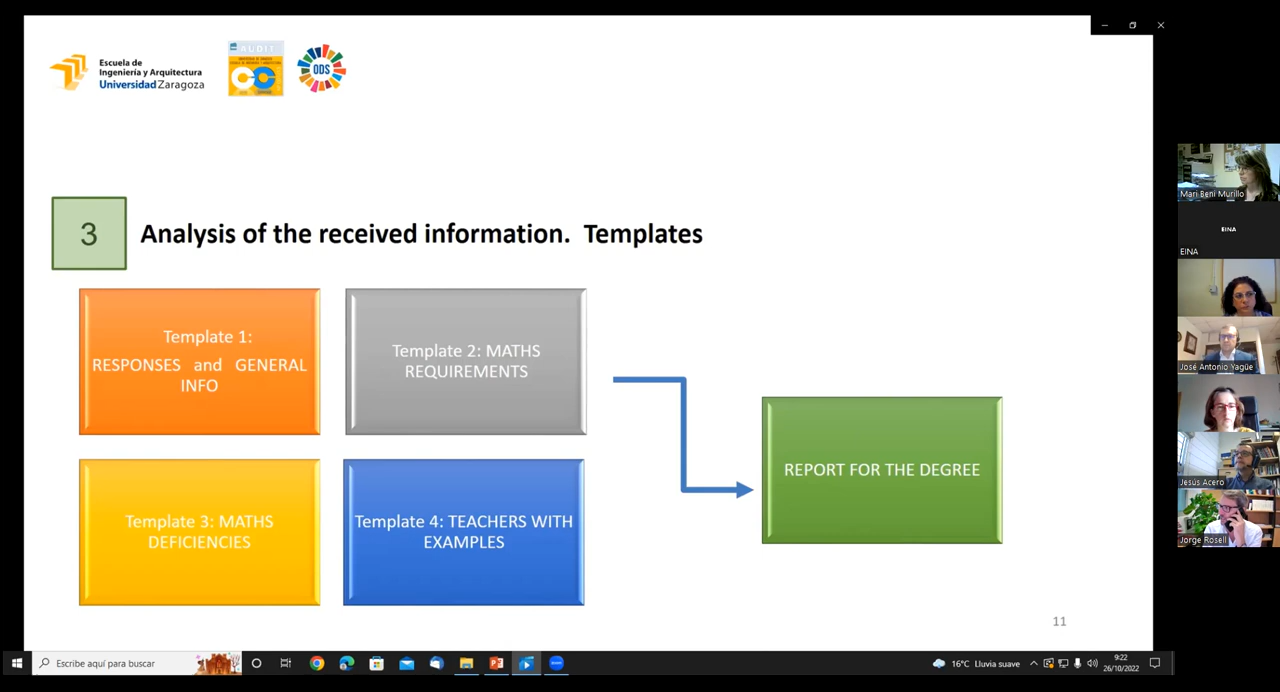 Escuela de
Ingeniería y Arquitectura
Universidad Zaragoza
AUDIT
ODS
3
Analysis of the received information. Templates
Template 1:
RESPONSES and GENERAL
INFO
Template 2: MATHS
REQUIREMENTS
Template 3: MATHS
DEFICIENCIES
Template 4: TEACHERS WITH
EXAMPLES
REPORT FOR THE DEGREE
11
Mari Beni Murillo
EINA
EINA
José Antonio Yagüe
Jesús Acero
Jorge Rosell
Escribe aquí para buscar
16°C Lluvia suave
9:22
26/10/2022